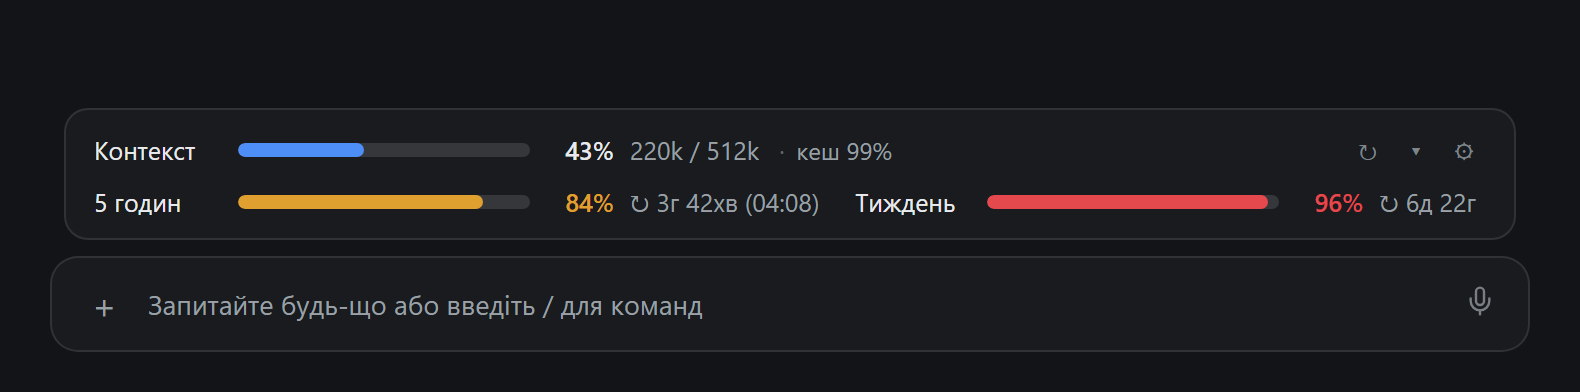 Контекст 43% 220k / 512k · кеш 99%
5 годин 84% ↻ 3г 42хв (04:08) Тиждень 96% ↻ 6д 22г
Запитайте будь-що або введіть / для команд